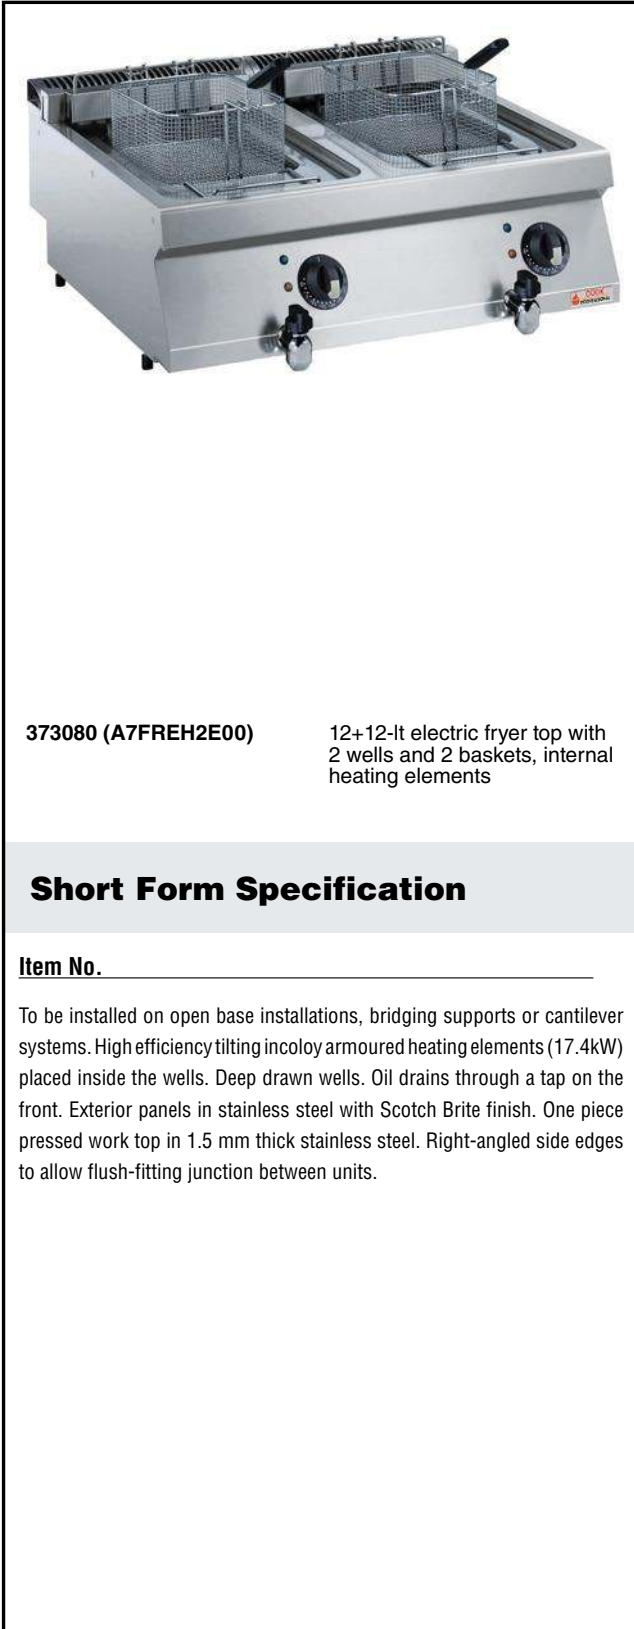 COOK
PROFESSIONAL
373080 (A7FREH2E00)
12+12-lt electric fryer top with
2 wells and 2 baskets, internal
heating elements
Short Form Specification
Item No.
To be installed on open base installations, bridging supports or cantilever
systems. High efficiency tilting incoloy armoured heating elements (17.4kW)
placed inside the wells. Deep drawn wells. Oil drains through a tap on the
front. Exterior panels in stainless steel with Scotch Brite finish. One piece
pressed work top in 1.5 mm thick stainless steel. Right-angled side edges
to allow flush-fitting junction between units.